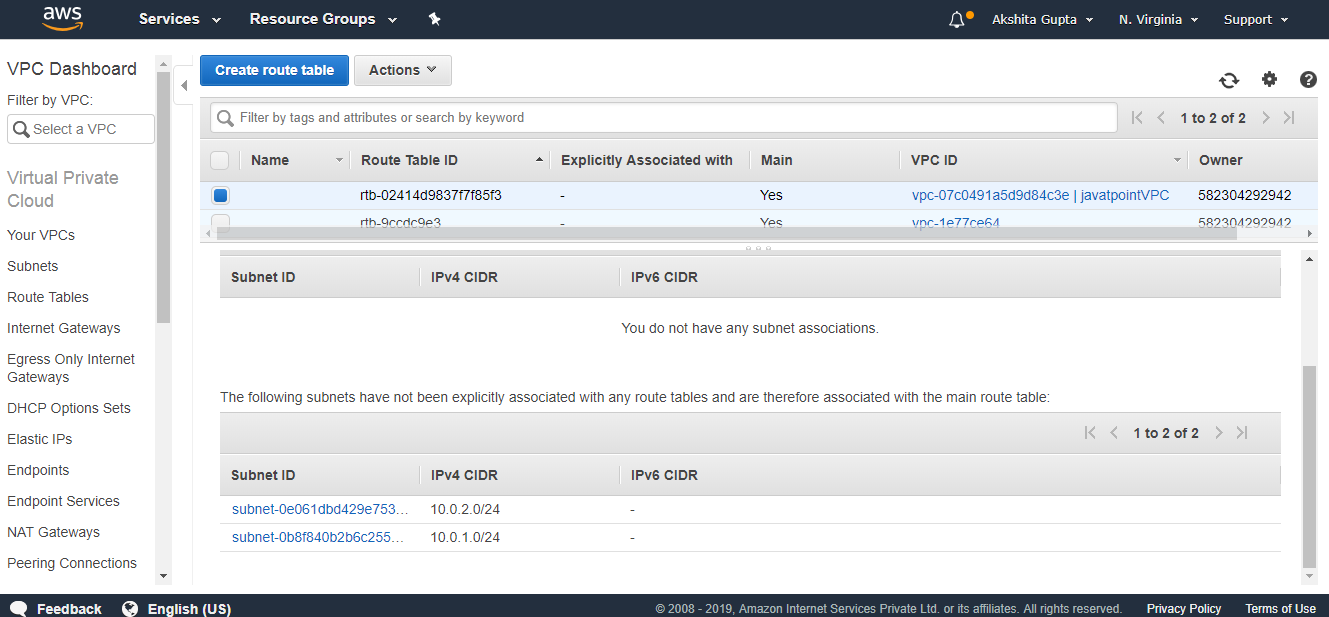 aws Services Resource Groups Akshita Gupta N. Virginia Support
VPC Dashboard
Filter by VPC:
Select a VPC
Virtual Private
Cloud
Your VPCs
Subnets
Route Tables
Internet Gateways
Egress Only Internet
Gateways
DHCP Options Sets
Elastic IPs
Endpoints
Endpoint Services
NAT Gateways
Peering Connections
Create route table Actions
Filter by tags and attributes or search by keyword 1 to 2 of 2
Name Route Table ID Explicitly Associated with Main VPC ID Owner
rtb-02414d9837f7f85f3 - Yes vpc-07c0491a5d9d84c3e | javatpointVPC 582304292942
rtb-9ccdc9e3 - Yes vpc-1e77ce64 582304292942
Subnet ID IPv4 CIDR IPv6 CIDR
You do not have any subnet associations.
The following subnets have not been explicitly associated with any route tables and are therefore associated with the main route table:
1 to 2 of 2
Subnet ID IPv4 CIDR IPv6 CIDR
subnet-0e061dbd429e753... 10.0.2.0/24 -
subnet-0b8f840b2b6c255... 10.0.1.0/24 -
Feedback English (US) © 2008 - 2019, Amazon Internet Services Private Ltd. or its affiliates. All rights reserved. Privacy Policy Terms of Use